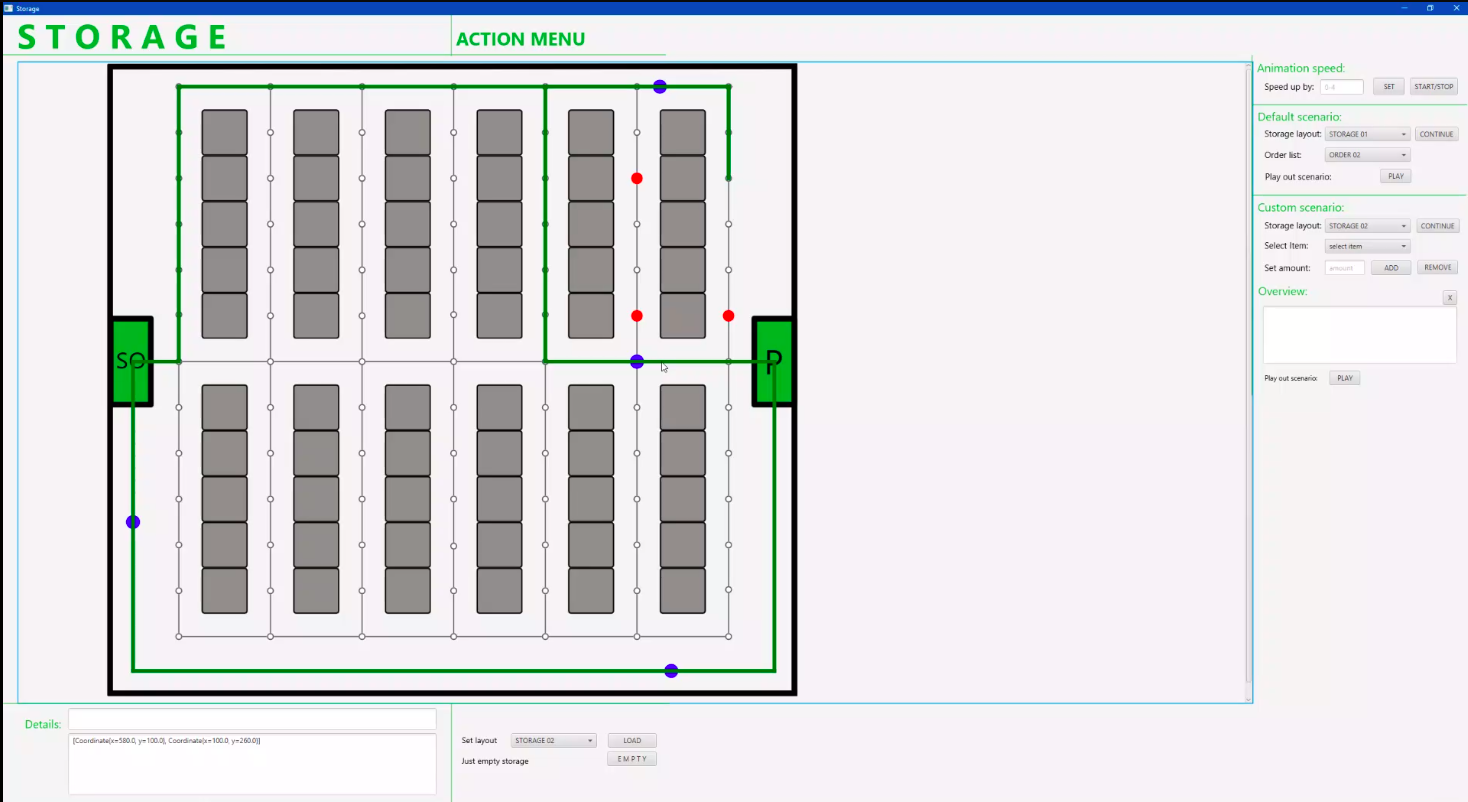 Storage
STORAGE
ACTION MENU
Animation speed:
Speed up by: 0-4 SET START/STOP
Default scenario:
Storage layout: STORAGE 01 CONTINUE
Order list: ORDER 02
Play out scenario: PLAY
Custom scenario:
Storage layout: STORAGE 02 CONTINUE
Select Item: select item
Set amount: amount ADD REMOVE
Overview:
X
Play out scenario: PLAY
SO
P
Details:
[Coordinate{x=580.0, y=100.0}, Coordinate{x=100.0, y=260.0}]
Set layout STORAGE 02 LOAD
Just empty storage EMPTY